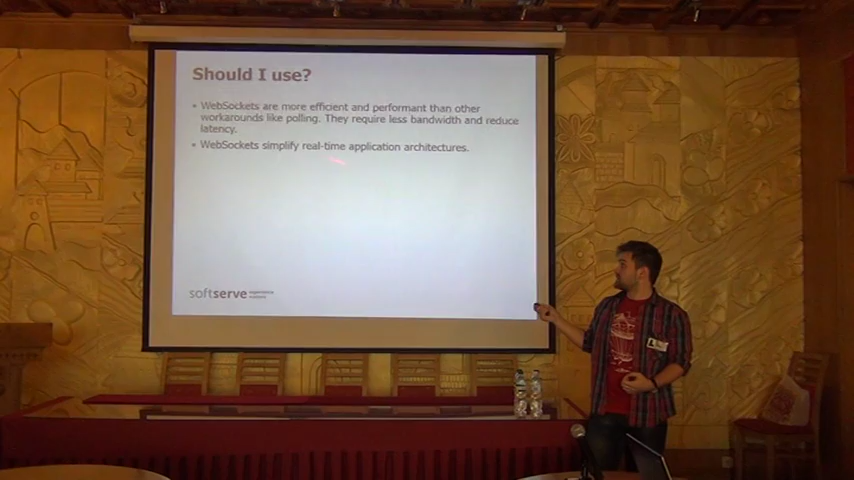 Should I use?
• WebSockets are more efficient and performant than other
workarounds like polling. They require less bandwidth and reduce
latency.
• WebSockets simplify real-time application architectures.
softserve